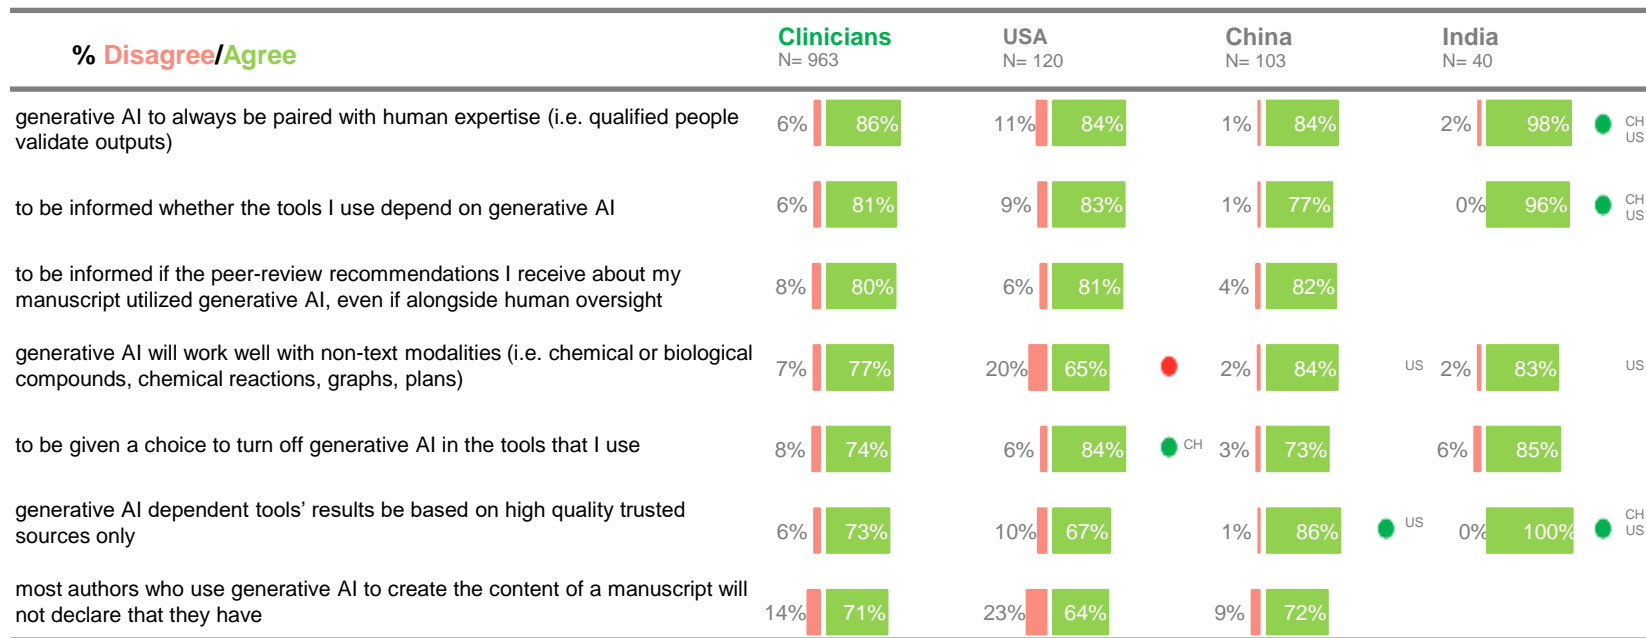 % Disagree/Agree
Clinicians
N= 963
USA
N= 120
China
N= 103
India
N= 40
generative AI to always be paired with human expertise (i.e. qualified people
validate outputs)
6% 86% 11% 84% 1% 84% 2% 98% CH
US
to be informed whether the tools I use depend on generative AI
6% 81% 9% 83% 1% 77% 0% 96% CH
US
to be informed if the peer-review recommendations I receive about my
manuscript utilized generative AI, even if alongside human oversight
8% 80% 6% 81% 4% 82%
generative AI will work well with non-text modalities (i.e. chemical or biological
compounds, chemical reactions, graphs, plans)
7% 77% 20% 65% 2% 84% US 2% 83% US
to be given a choice to turn off generative AI in the tools that I use
8% 74% 6% 84% CH 3% 73% 6% 85%
generative AI dependent tools’ results be based on high quality trusted
sources only
6% 73% 10% 67% 1% 86% US 0% 100% CH
US
most authors who use generative AI to create the content of a manuscript will
not declare that they have
14% 71% 23% 64% 9% 72%